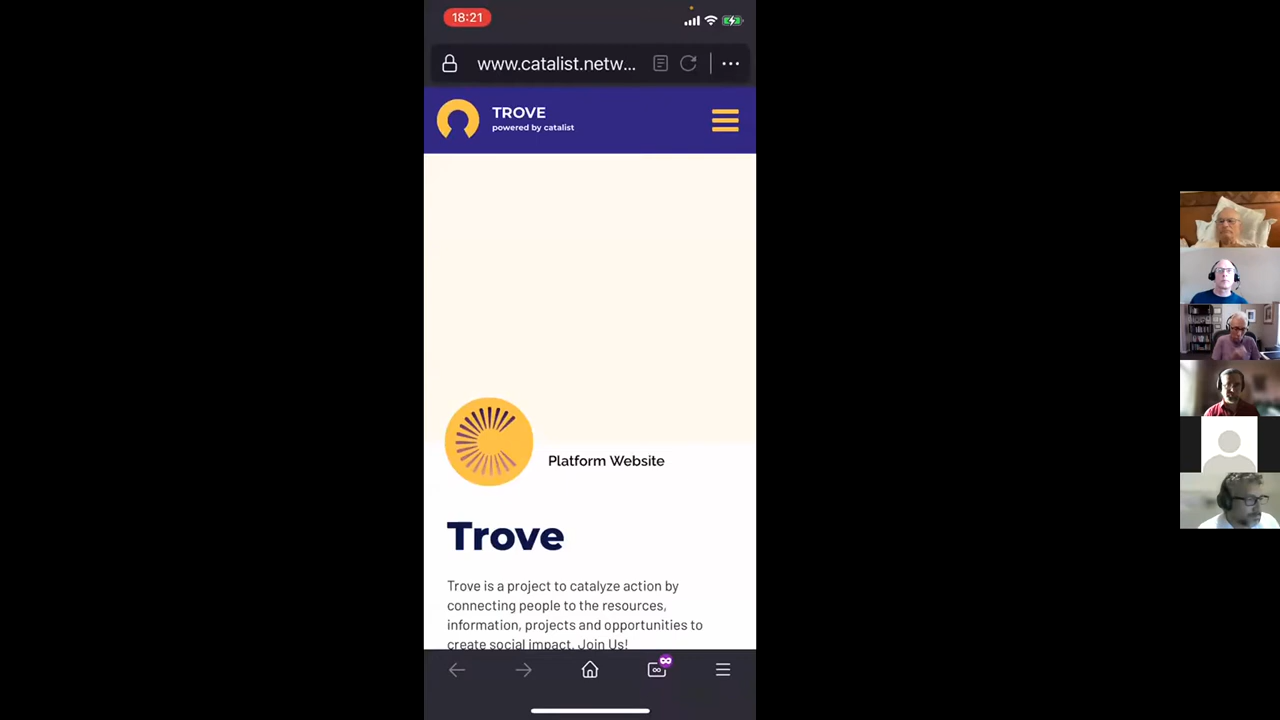 18:21
www.catalist.netw...
TROVE
powered by catalist
Platform Website
Trove
Trove is a project to catalyze action by
connecting people to the resources,
information, projects and opportunities to
create social impact. Join Us!